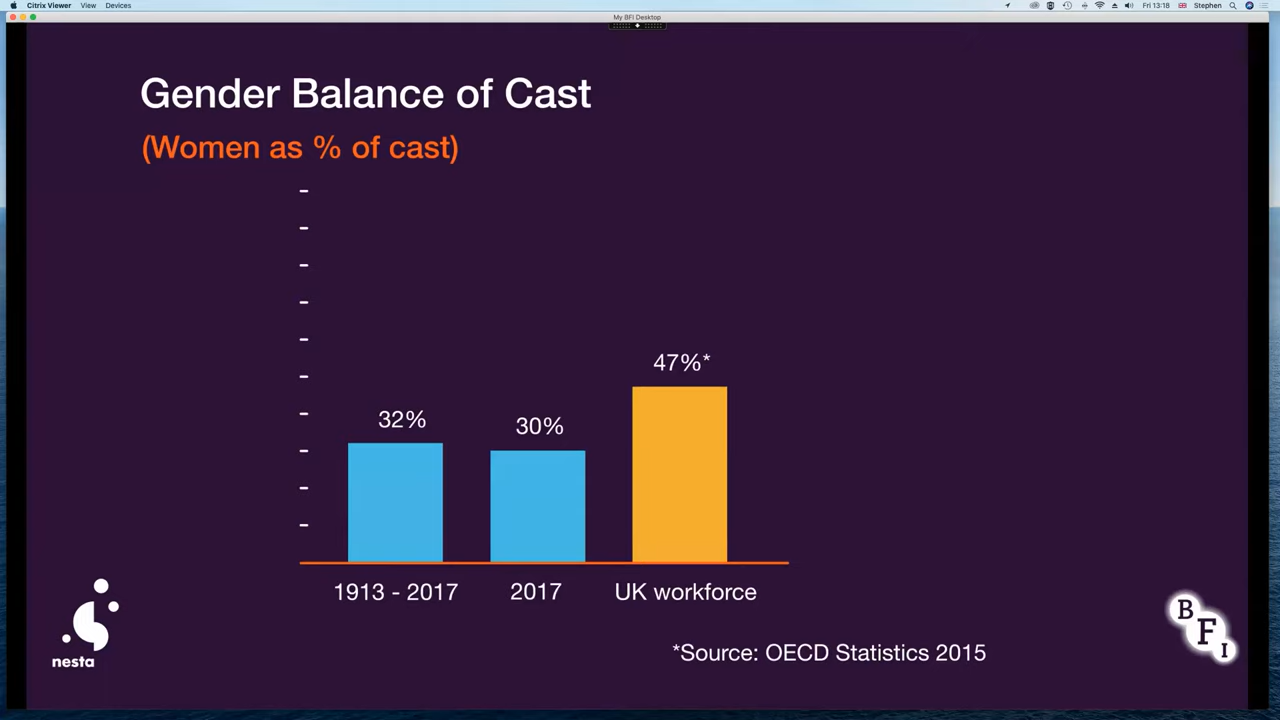 Citrix Viewer View Devices
Fri 13:18 Stephen
My BFI Desktop
Gender Balance of Cast
(Women as % of cast)
47%*
32%
30%
1913 - 2017 2017 UK workforce
nesta
BFI
*Source: OECD Statistics 2015